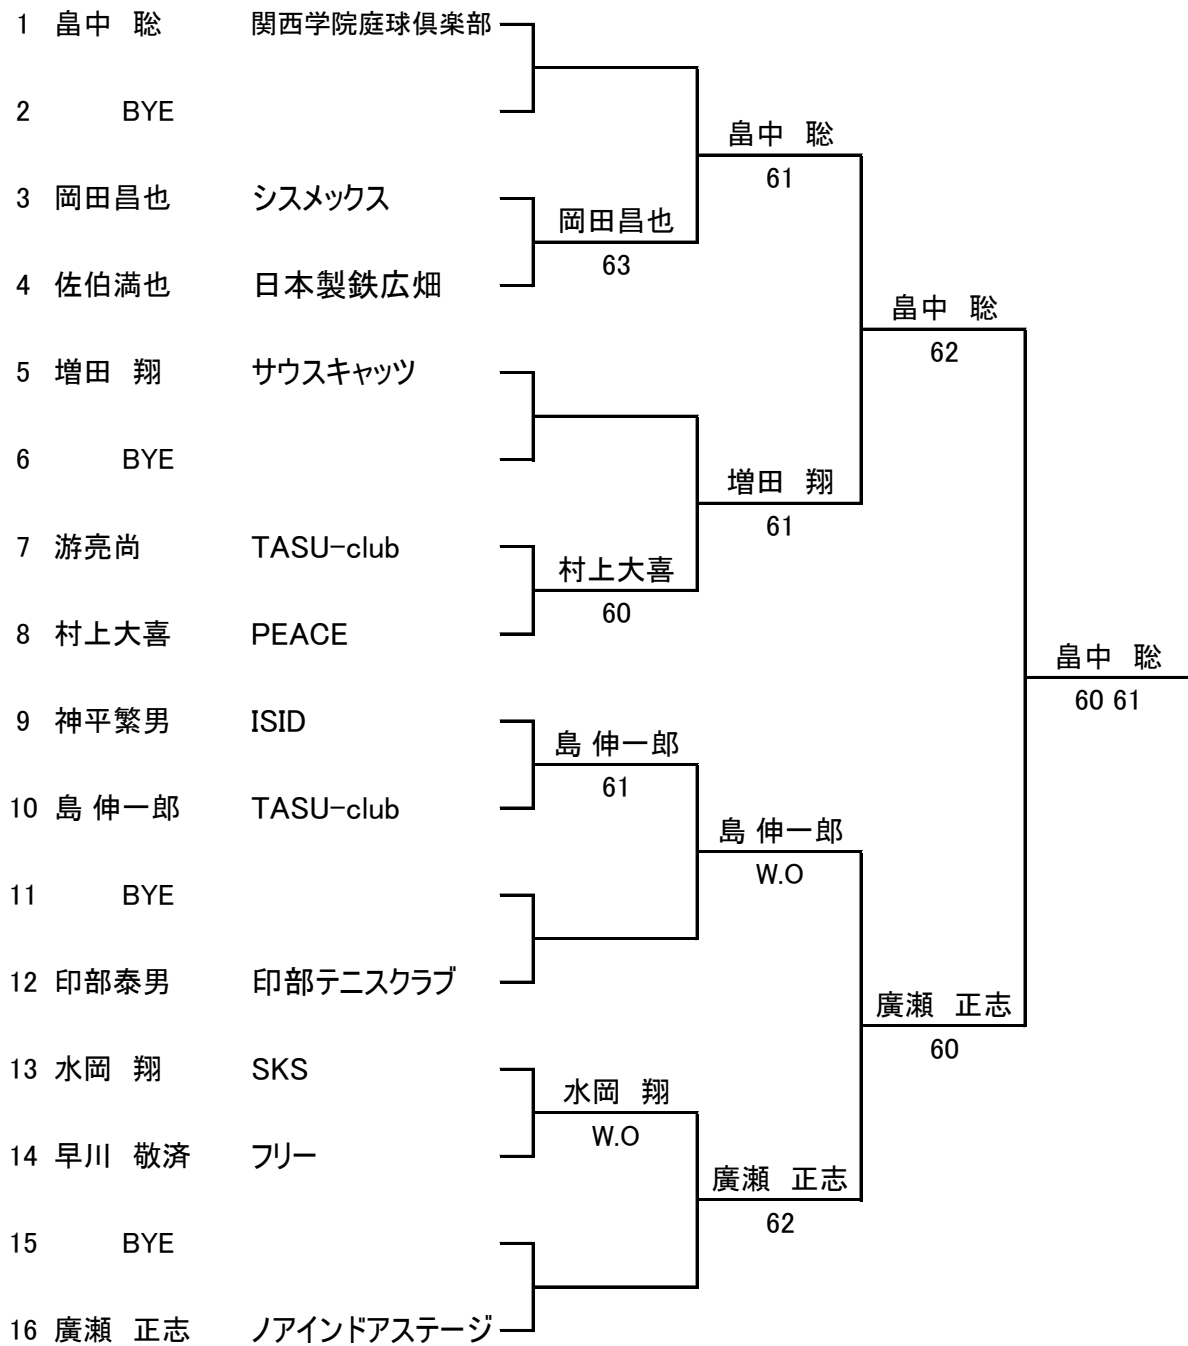 1 畠中　聡 関西学院庭球倶楽部
2 BYE
畠中　聡
61
3 岡田昌也 シスメックス
岡田昌也
63
4 佐伯満也 日本製鉄広畑
畠中　聡
62
5 増田　翔 サウスキャッツ
6 BYE
増田　翔
61
7 游亮尚 TASU-club
村上大喜
60
8 村上大喜 PEACE
畠中　聡
60 61
9 神平繁男 ISID
島 伸一郎
61
10 島 伸一郎 TASU-club
島 伸一郎
W.O
11 BYE
12 印部泰男 印部テニスクラブ
廣瀬　正志
60
13 水岡　翔 SKS
水岡　翔
W.O
14 早川　敬済 フリー
廣瀬　正志
62
15 BYE
16 廣瀬　正志 ノアインドアステージ